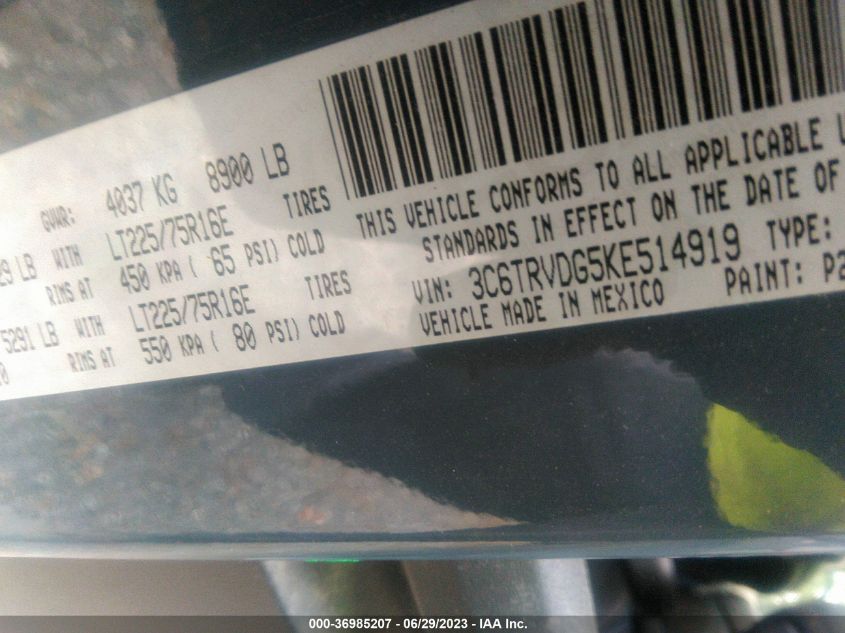 GVWR: 4037 KG 8900 LB
29 LB WITH LT225/75R16E TIRES
RIMS AT 450 KPA ( 65 PSI) COLD
5291 LB WITH LT225/75R16E TIRES
RIMS AT 550 KPA ( 80 PSI) COLD
THIS VEHICLE CONFORMS TO ALL APPLICABLE
STANDARDS IN EFFECT ON THE DATE OF
VIN: 3C6TRVDG5KE514919 TYPE:
VEHICLE MADE IN MEXICO PAINT: P2
000-36985207 - 06/29/2023 - IAA Inc.